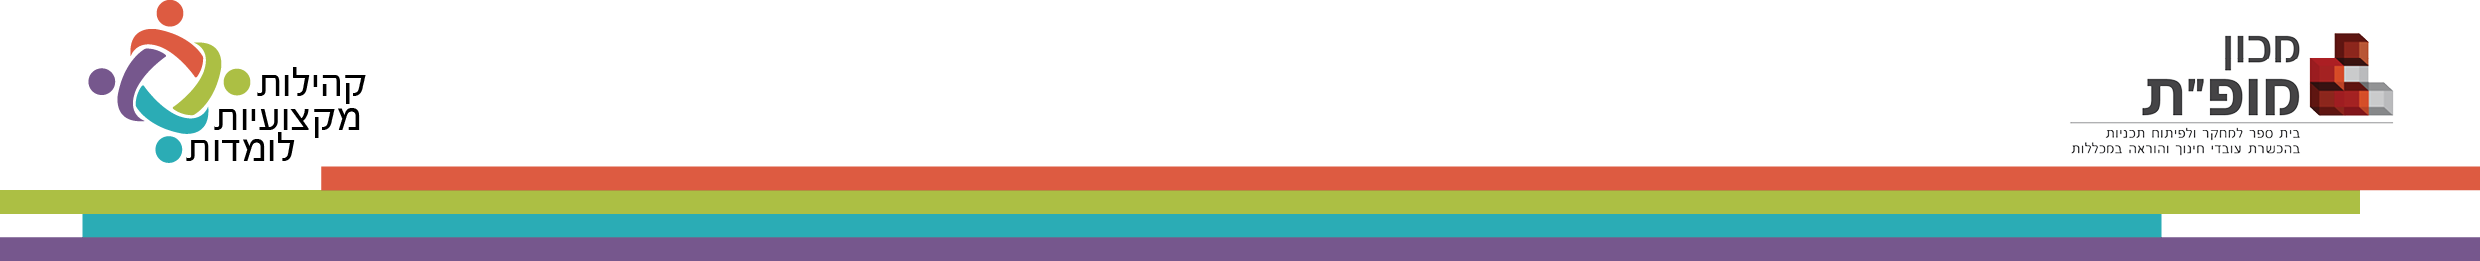 מכון
מופ״ת
בית ספר למחקר ולפיתוח תכניות
בהכשרת עובדי חינוך והוראה במכללות
קהילות
מקצועיות
לומדות